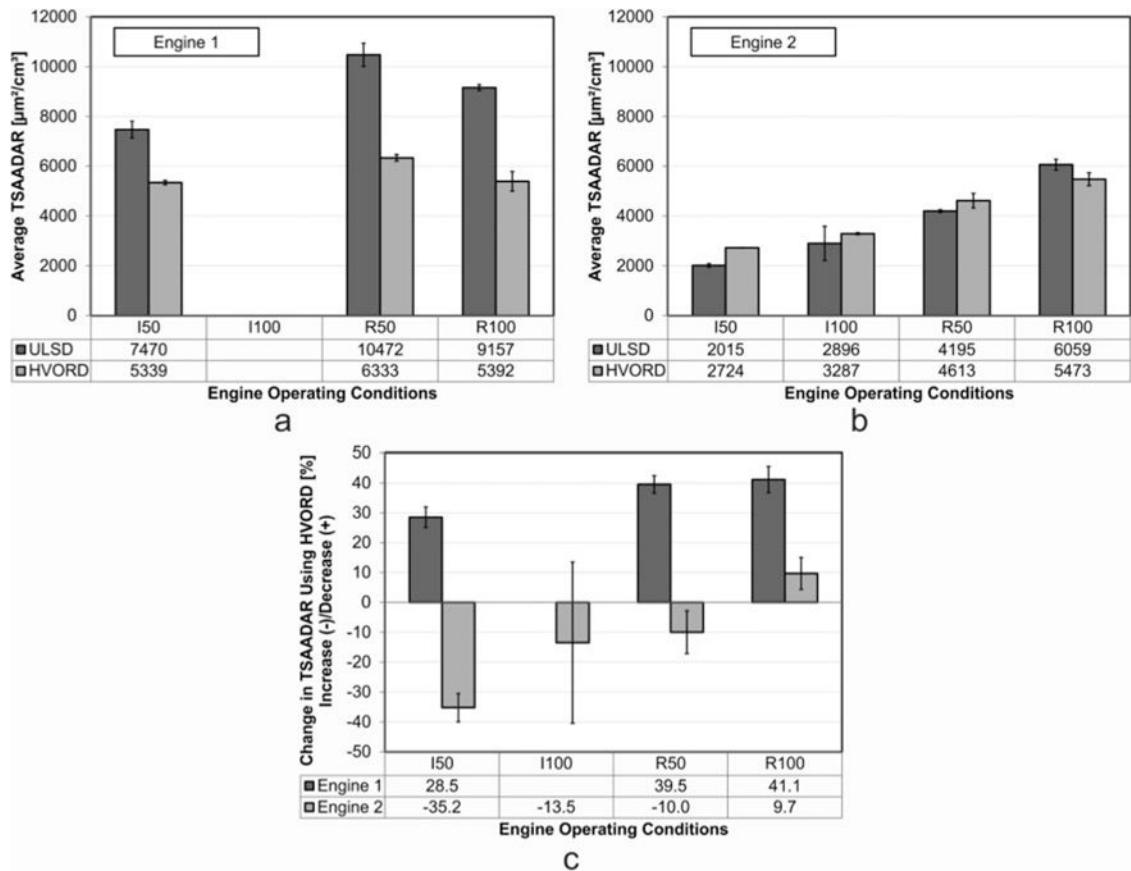 12000
10000
8000
6000
4000
2000
0
Average TSAADAR [µm²/cm³]
Engine 1
I50 I100 R50 R100
ULSD 7470 10472 9157
HVORD 5339 6333 5392
Engine Operating Conditions
a
12000
10000
8000
6000
4000
2000
0
Average TSAADAR [µm²/cm³]
Engine 2
I50 I100 R50 R100
ULSD 2015 2896 4195 6059
HVORD 2724 3287 4613 5473
Engine Operating Conditions
b
Change in TSAADAR Using HVORD [%]
Increase (-)/Decrease (+)
50
40
30
20
10
0
-10
-20
-30
-40
-50
I50 I100 R50 R100
Engine 1 28.5 39.5 41.1
Engine 2 -35.2 -13.5 -10.0 9.7
Engine Operating Conditions
c